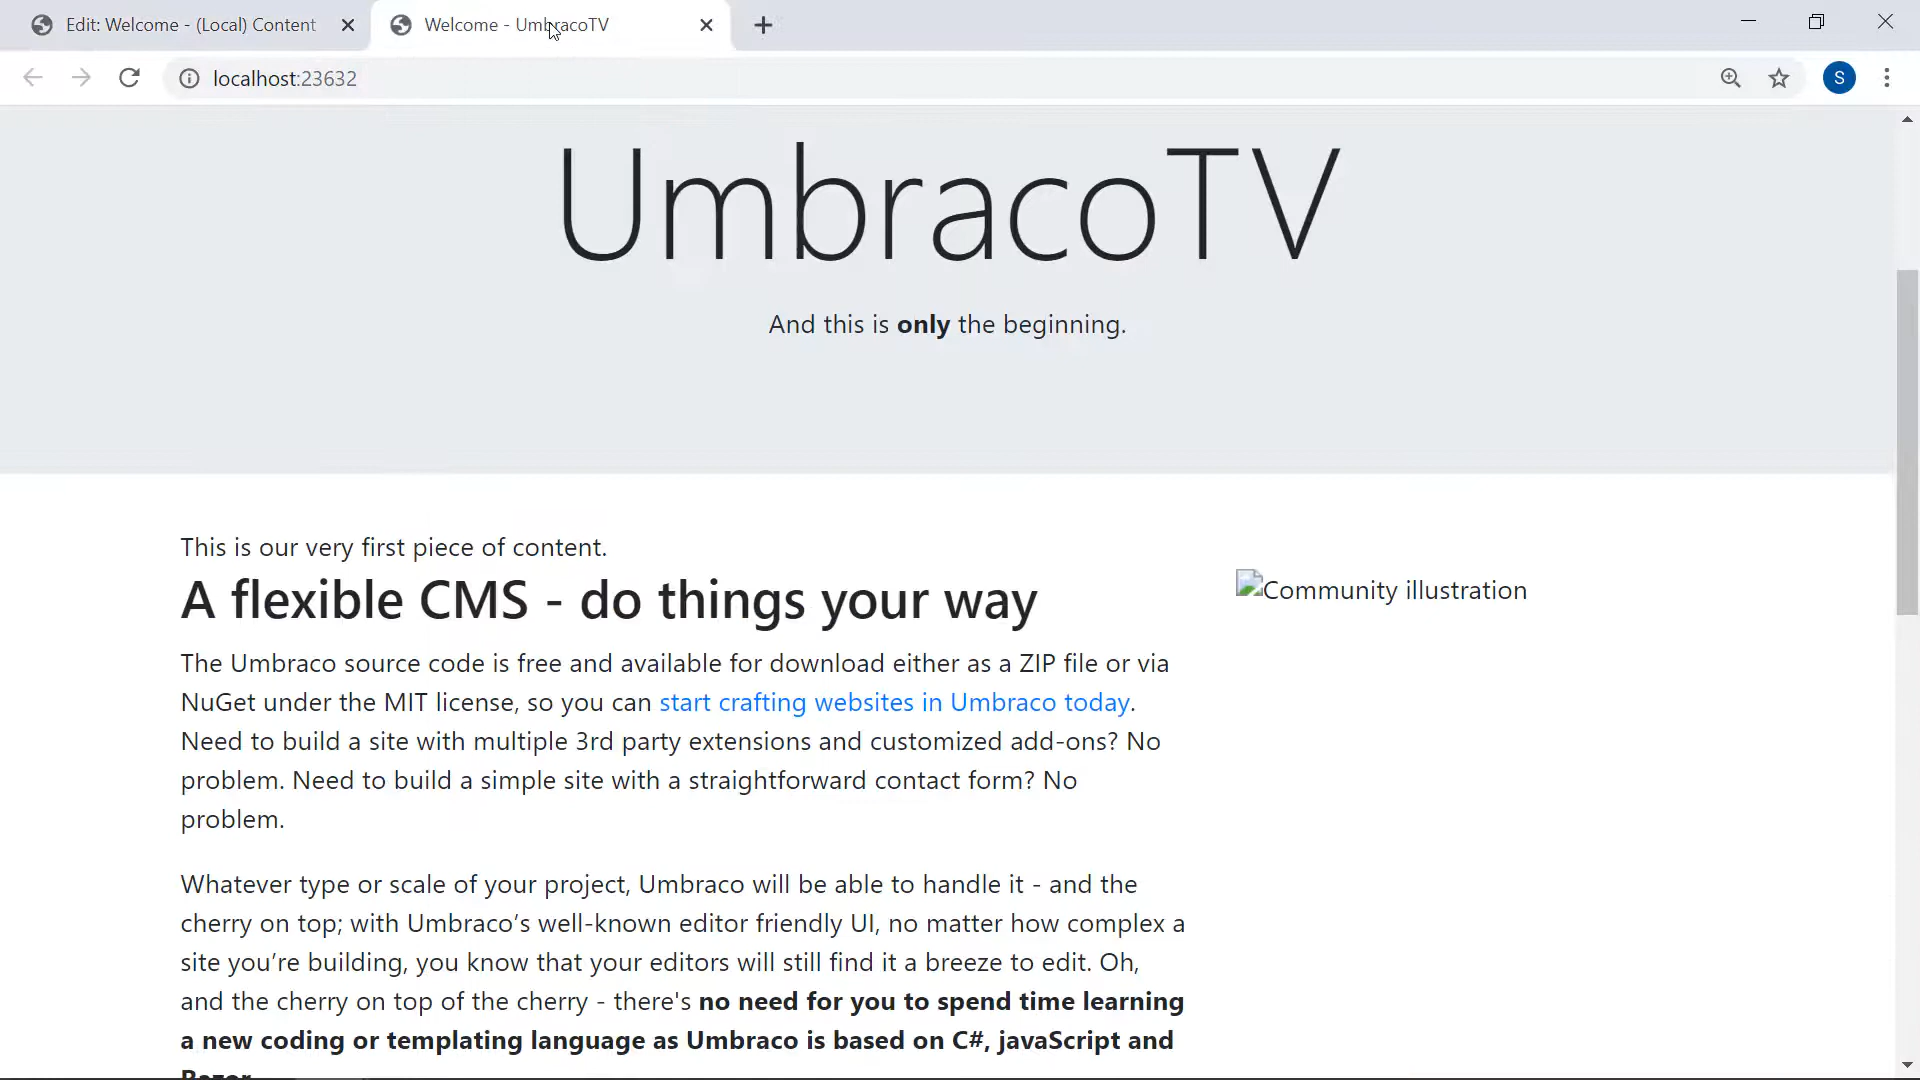 Edit: Welcome - (Local) Content
Welcome - UmbracoTV
localhost:23632
S
UmbracoTV
And this is only the beginning.
This is our very first piece of content.
A flexible CMS - do things your way
Community illustration
The Umbraco source code is free and available for download either as a ZIP file or via
NuGet under the MIT license, so you can start crafting websites in Umbraco today.
Need to build a site with multiple 3rd party extensions and customized add-ons? No
problem. Need to build a simple site with a straightforward contact form? No
problem.
Whatever type or scale of your project, Umbraco will be able to handle it - and the
cherry on top; with Umbraco’s well-known editor friendly UI, no matter how complex a
site you’re building, you know that your editors will still find it a breeze to edit. Oh,
and the cherry on top of the cherry - there's no need for you to spend time learning
a new coding or templating language as Umbraco is based on C#, javaScript and
Razor